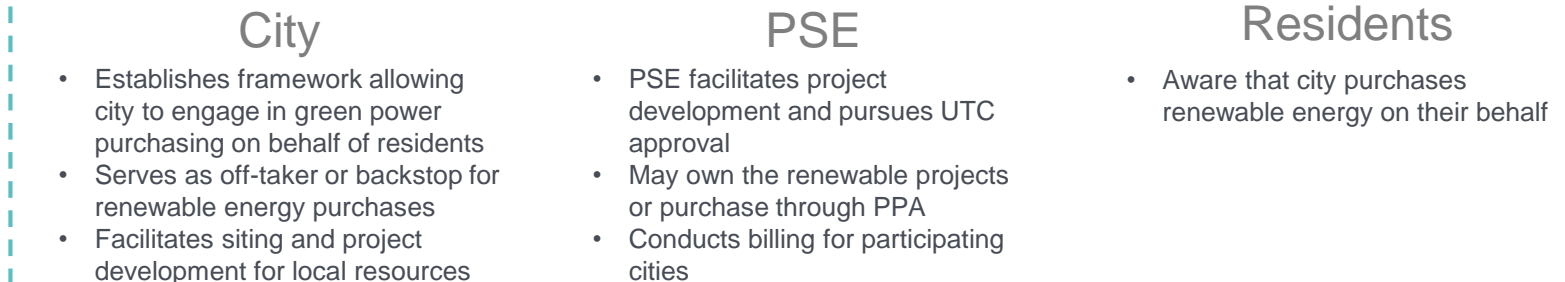 City
• Establishes framework allowing
city to engage in green power
purchasing on behalf of residents
• Serves as off-taker or backstop for
renewable energy purchases
• Facilitates siting and project
development for local resources
PSE
• PSE facilitates project
development and pursues UTC
approval
• May own the renewable projects
or purchase through PPA
• Conducts billing for participating
cities
Residents
• Aware that city purchases
renewable energy on their behalf